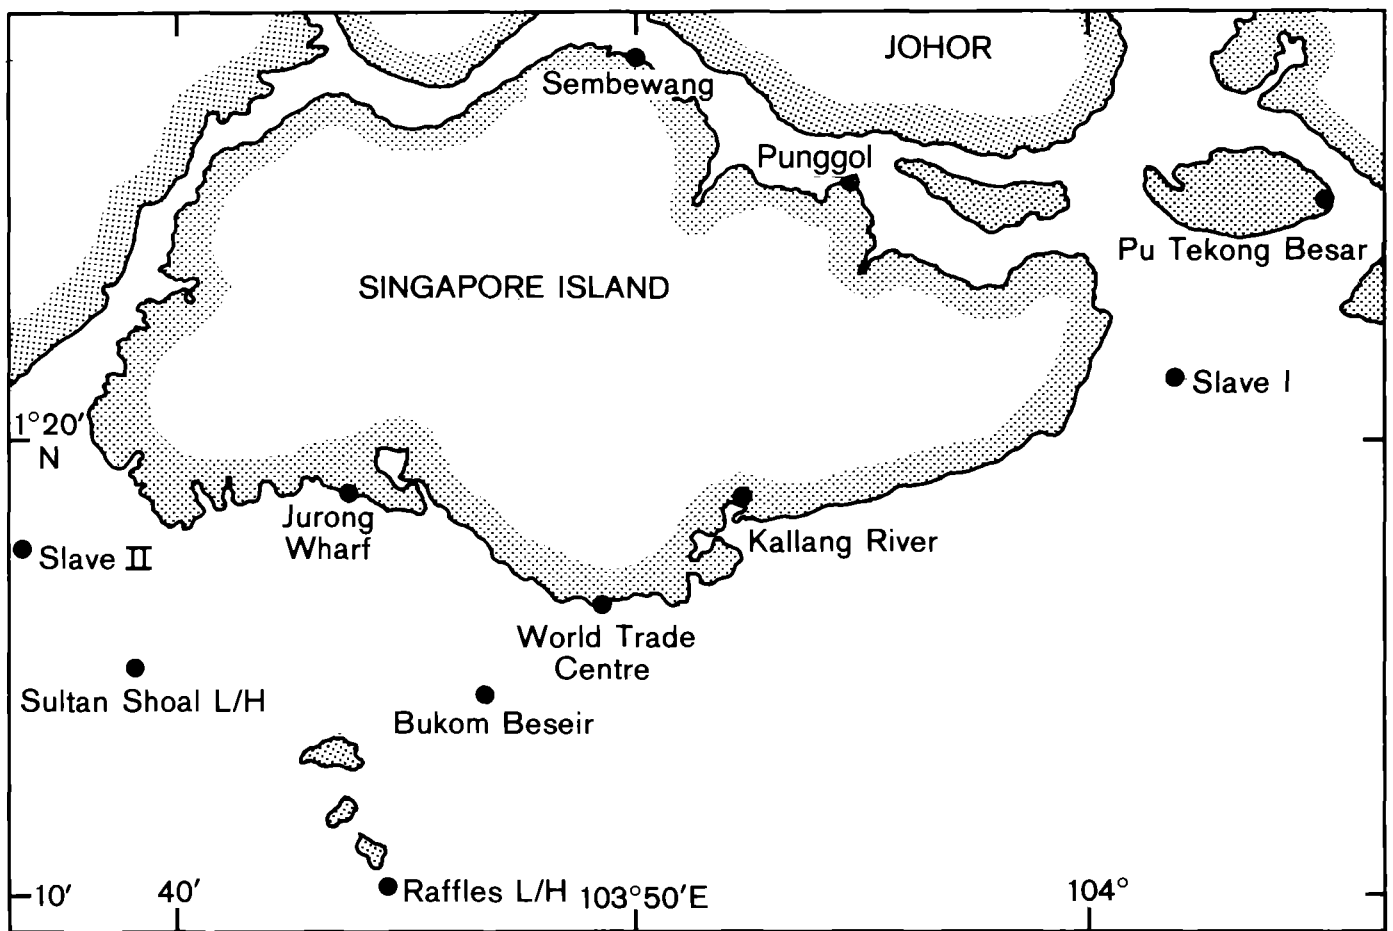 JOHOR
Sembewang
Punggol
Pu Tekong Besar
SINGAPORE ISLAND
Slave I
1°20′
N
Jurong
Wharf
Kallang River
Slave II
World Trade
Centre
Sultan Shoal L/H
Bukom Beseir
10′
40′
Raffles L/H
103°50′E
104°